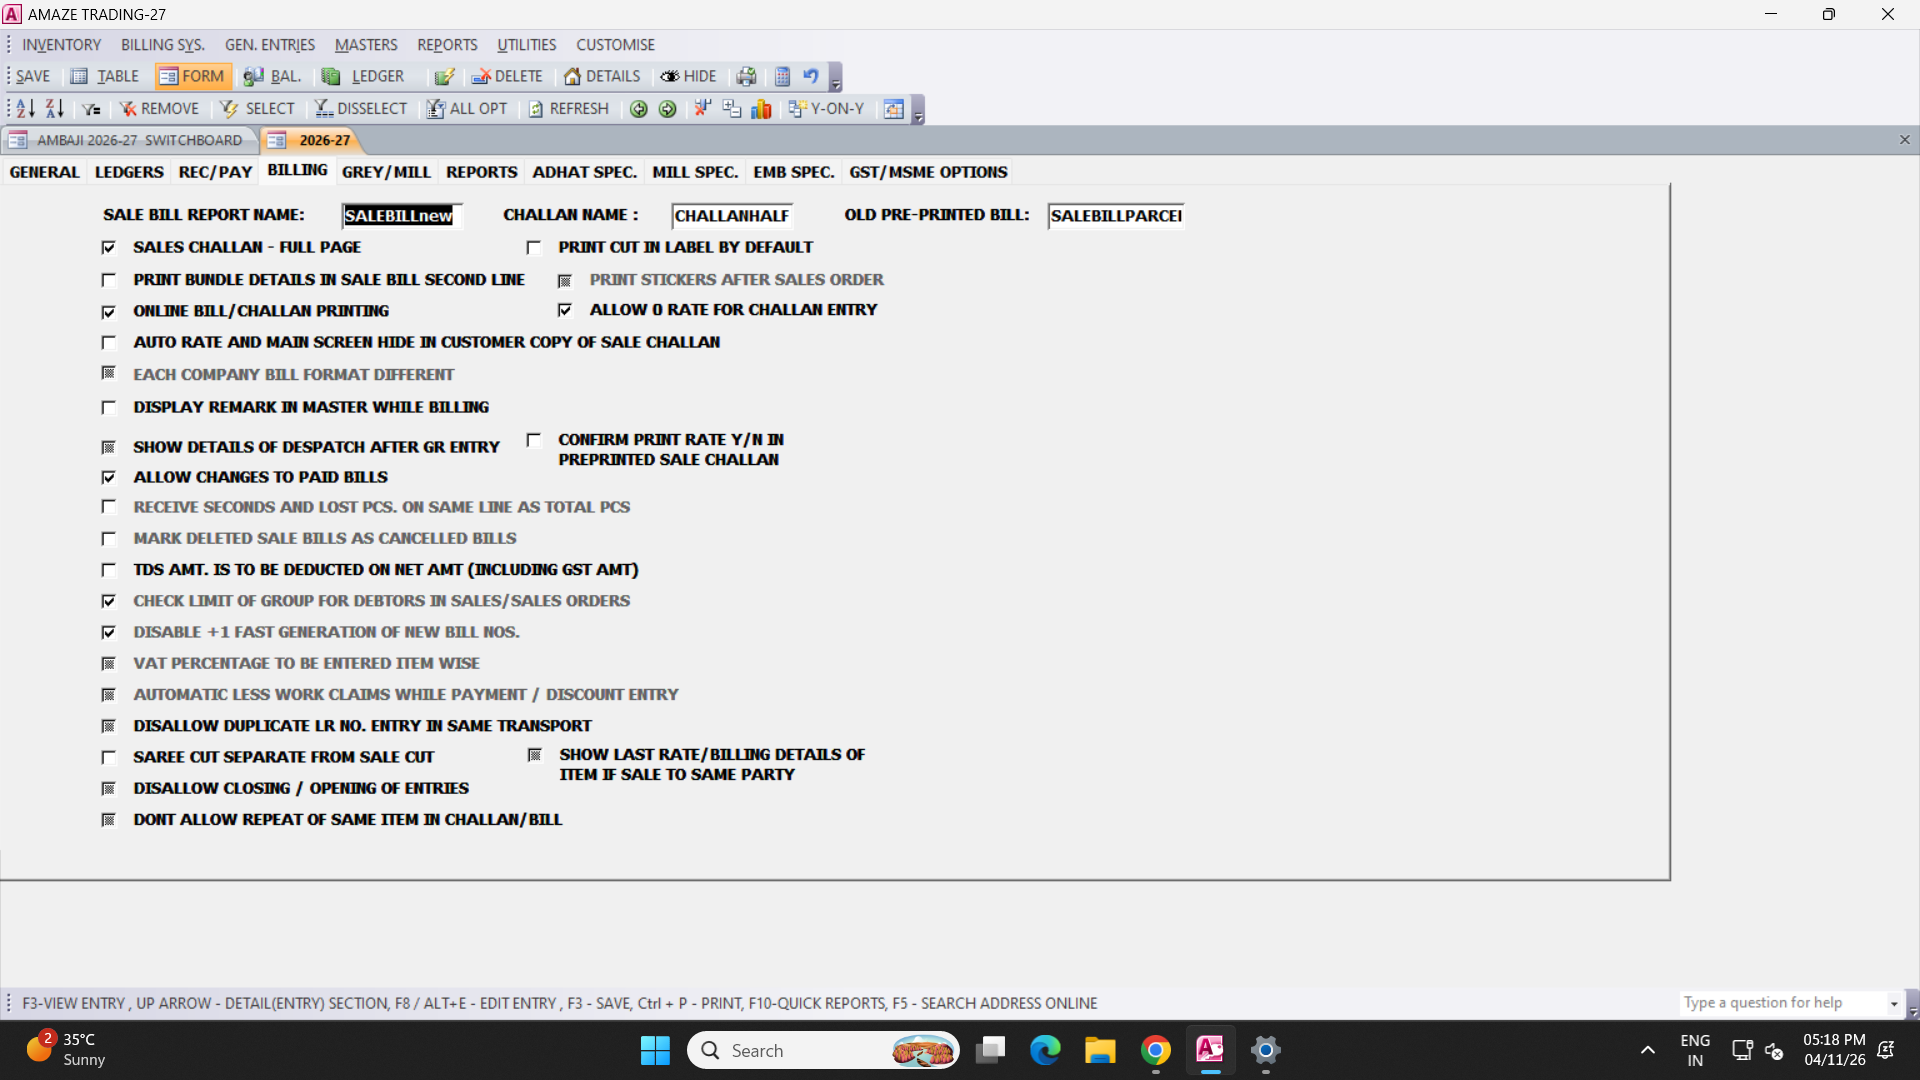 AMAZE TRADING-27
INVENTORY BILLING SYS. GEN. ENTRIES MASTERS REPORTS UTILITIES CUSTOMISE
SAVE TABLE FORM BAL. LEDGER DELETE DETAILS HIDE
REMOVE SELECT DISSELECT ALL OPT REFRESH Y-ON-Y
AMBAJI 2026-27 SWITCHBOARD 2026-27
GENERAL LEDGERS REC/PAY BILLING GREY/MILL REPORTS ADHAT SPEC. MILL SPEC. EMB SPEC. GST/MSME OPTIONS
SALE BILL REPORT NAME: SALEBILLnew CHALLAN NAME : CHALLANHALF OLD PRE-PRINTED BILL: SALEBILLPARCEI
SALES CHALLAN - FULL PAGE PRINT CUT IN LABEL BY DEFAULT
PRINT BUNDLE DETAILS IN SALE BILL SECOND LINE PRINT STICKERS AFTER SALES ORDER
ONLINE BILL/CHALLAN PRINTING ALLOW 0 RATE FOR CHALLAN ENTRY
AUTO RATE AND MAIN SCREEN HIDE IN CUSTOMER COPY OF SALE CHALLAN
EACH COMPANY BILL FORMAT DIFFERENT
DISPLAY REMARK IN MASTER WHILE BILLING
SHOW DETAILS OF DESPATCH AFTER GR ENTRY CONFIRM PRINT RATE Y/N IN
PREPRINTED SALE CHALLAN
ALLOW CHANGES TO PAID BILLS
RECEIVE SECONDS AND LOST PCS. ON SAME LINE AS TOTAL PCS
MARK DELETED SALE BILLS AS CANCELLED BILLS
TDS AMT. IS TO BE DEDUCTED ON NET AMT (INCLUDING GST AMT)
CHECK LIMIT OF GROUP FOR DEBTORS IN SALES/SALES ORDERS
DISABLE +1 FAST GENERATION OF NEW BILL NOS.
VAT PERCENTAGE TO BE ENTERED ITEM WISE
AUTOMATIC LESS WORK CLAIMS WHILE PAYMENT / DISCOUNT ENTRY
DISALLOW DUPLICATE LR NO. ENTRY IN SAME TRANSPORT
SAREE CUT SEPARATE FROM SALE CUT SHOW LAST RATE/BILLING DETAILS OF
ITEM IF SALE TO SAME PARTY
DISALLOW CLOSING / OPENING OF ENTRIES
DONT ALLOW REPEAT OF SAME ITEM IN CHALLAN/BILL
F3-VIEW ENTRY , UP ARROW - DETAIL(ENTRY) SECTION, F8 / ALT+E - EDIT ENTRY , F3 - SAVE, Ctrl + P - PRINT, F10-QUICK REPORTS, F5 - SEARCH ADDRESS ONLINE Type a question for help
2 35°C Search ENG 05:18 PM
Sunny IN 04/11/26